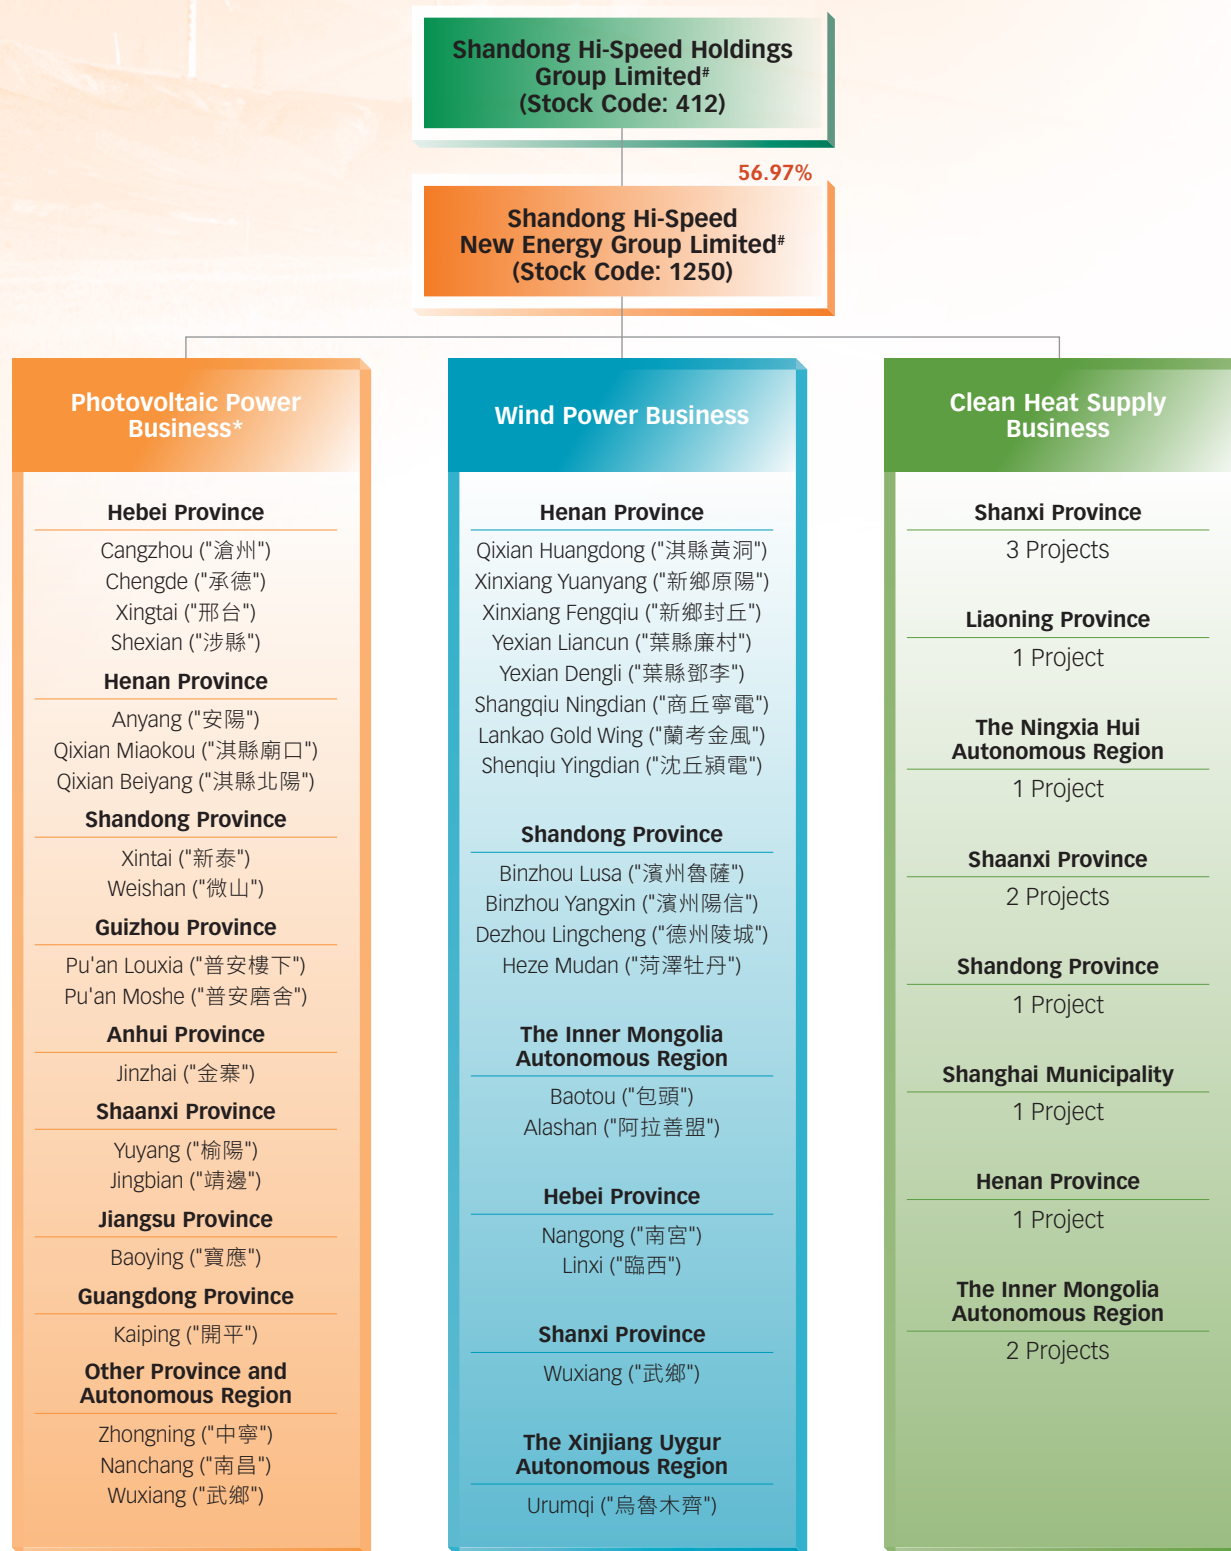 Shandong Hi-Speed Holdings
Group Limited#
(Stock Code: 412)
56.97%
Shandong Hi-Speed
New Energy Group Limited#
(Stock Code: 1250)
Photovoltaic Power
Business*
Hebei Province
Cangzhou ("滄州")
Chengde ("承德")
Xingtai ("邢台")
Shexian ("涉縣")
Henan Province
Anyang ("安陽")
Qixian Miaokou ("淇縣廟口")
Qixian Beiyang ("淇縣北陽")
Shandong Province
Xintai ("新泰")
Weishan ("微山")
Guizhou Province
Pu'an Louxia ("普安樓下")
Pu'an Moshe ("普安磨舍")
Anhui Province
Jinzhai ("金寨")
Shaanxi Province
Yuyang ("榆陽")
Jingbian ("靖邊")
Jiangsu Province
Baoying ("寶應")
Guangdong Province
Kaiping ("開平")
Other Province and
Autonomous Region
Zhongning ("中寧")
Nanchang ("南昌")
Wuxiang ("武鄉")
Wind Power Business
Henan Province
Qixian Huangdong ("淇縣黃洞")
Xinxiang Yuanyang ("新鄉原陽")
Xinxiang Fengqiu ("新鄉封丘")
Yexian Liancun ("葉縣廉村")
Yexian Dengli ("葉縣鄧李")
Shangqiu Ningdian ("商丘寧電")
Lankao Gold Wing ("蘭考金風")
Shenqiu Yingdian ("沈丘潁電")
Shandong Province
Binzhou Lusa ("濱州魯薩")
Binzhou Yangxin ("濱州陽信")
Dezhou Lingcheng ("德州陵城")
Heze Mudan ("菏澤牡丹")
The Inner Mongolia
Autonomous Region
Baotou ("包頭")
Alashan ("阿拉善盟")
Hebei Province
Nangong ("南宮")
Linxi ("臨西")
Shanxi Province
Wuxiang ("武鄉")
The Xinjiang Uygur
Autonomous Region
Urumqi ("烏魯木齊")
Clean Heat Supply
Business
Shanxi Province
3 Projects
Liaoning Province
1 Project
The Ningxia Hui
Autonomous Region
1 Project
Shaanxi Province
2 Projects
Shandong Province
1 Project
Shanghai Municipality
1 Project
Henan Province
1 Project
The Inner Mongolia
Autonomous Region
2 Projects